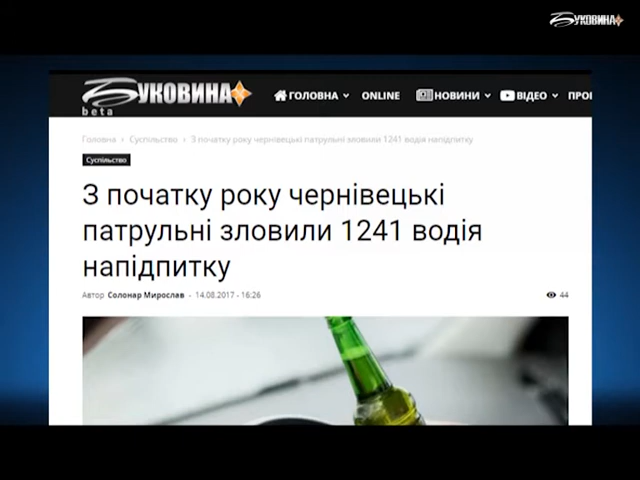 БУКОВИНА
БУКОВИНА
beta
ГОЛОВНА ONLINE НОВИНИ ВІДЕО
Головна › Суспільство › З початку року чернівецькі патрульні зловили 1241 водія напідпитку
Суспільство
З початку року чернівецькі
патрульні зловили 1241 водія
напідпитку
Автор Солонар Мирослав - 14.08.2017 - 16:26 44